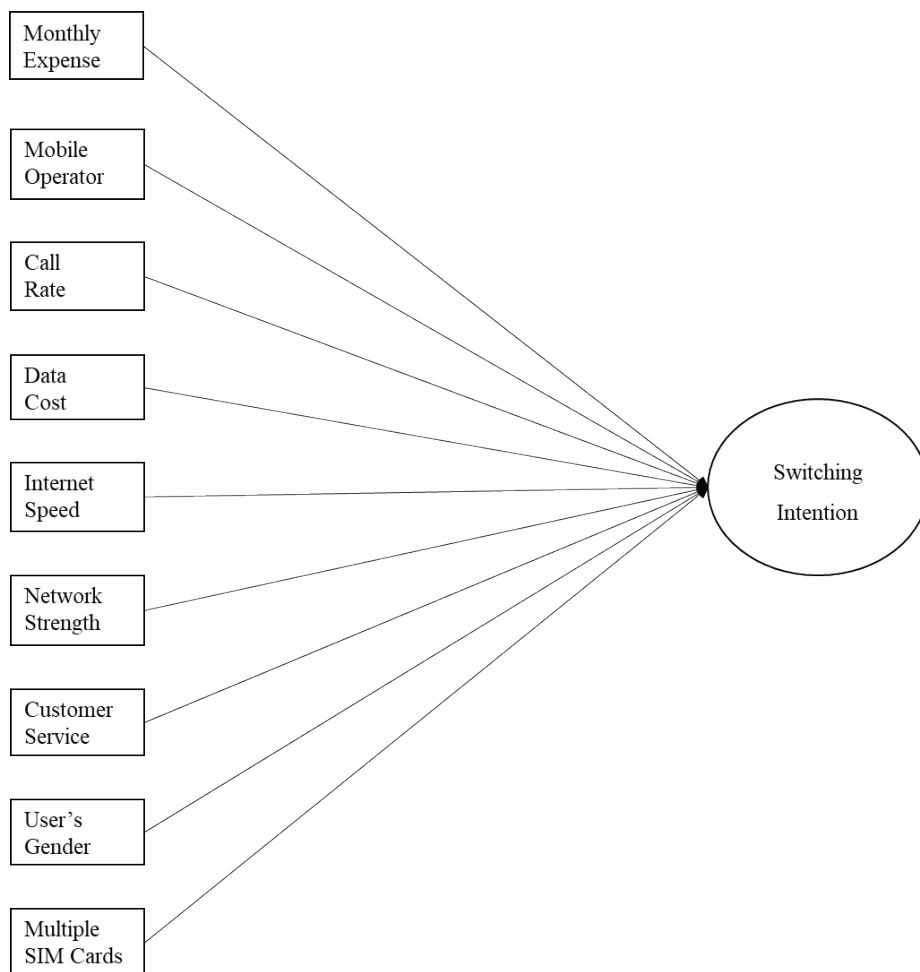 Monthly
Expense
Mobile
Operator
Call
Rate
Data
Cost
Internet
Speed
Network
Strength
Customer
Service
User’s
Gender
Multiple
SIM Cards
Switching
Intention